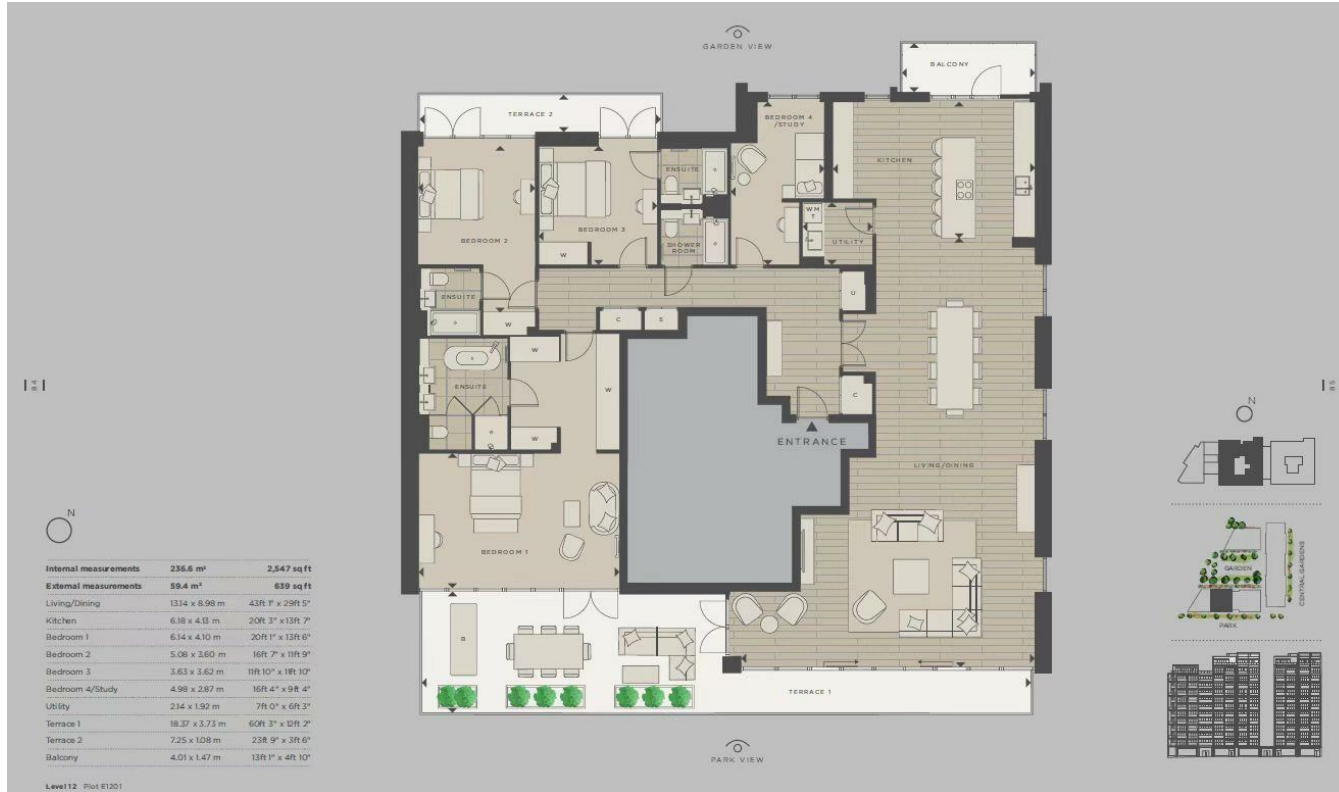 GARDEN VIEW
BALCONY
TERRACE 2
BEDROOM 4
/STUDY
KITCHEN
ENSUITE
BEDROOM 3
BEDROOM 2
SHOWER
ROOM
W
WM
T
UTILITY
ENSUITE
W
C
S
U
W
W
ENSUITE
W
C
ENTRANCE
LIVING/DINING
BEDROOM 1
B
TERRACE 1
PARK VIEW
84
85
N
N
GARDEN
CENTRAL GARDENS
PARK
Internal measurements 236.6 m² 2,547 sq ft
External measurements 59.4 m² 639 sq ft
Living/Dining 13.14 x 8.98 m 43ft 1" x 29ft 5"
Kitchen 6.18 x 4.13 m 20ft 3" x 13ft 7"
Bedroom 1 6.14 x 4.10 m 20ft 1" x 13ft 6"
Bedroom 2 5.08 x 3.60 m 16ft 7" x 11ft 9"
Bedroom 3 3.63 x 3.62 m 11ft 10" x 11ft 10"
Bedroom 4/Study 4.98 x 2.87 m 16ft 4" x 9ft 4"
Utility 2.14 x 1.92 m 7ft 0" x 6ft 3"
Terrace 1 18.37 x 3.73 m 60ft 3" x 12ft 2"
Terrace 2 7.25 x 1.08 m 23ft 9" x 3ft 6"
Balcony 4.01 x 1.47 m 13ft 1" x 4ft 10"
Level 12 Plot E1201